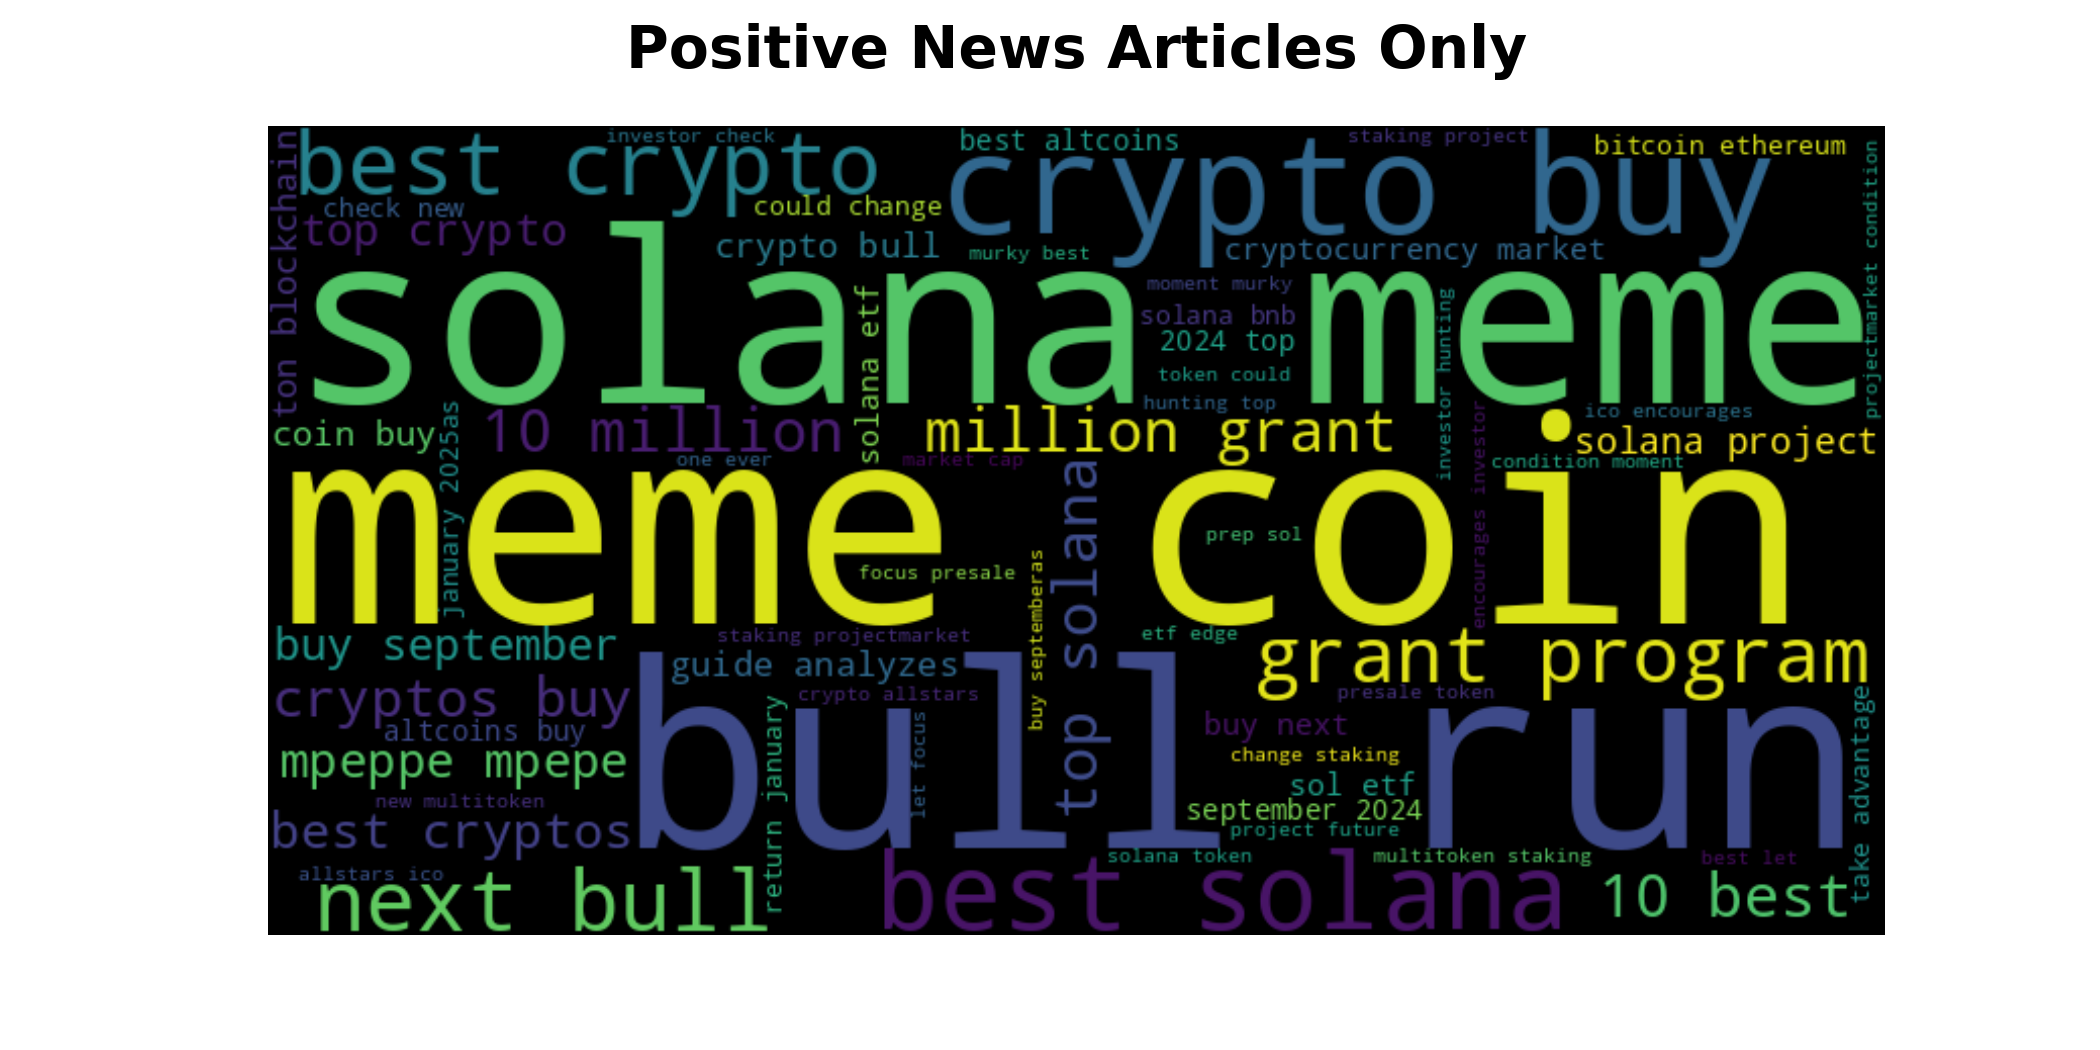 Positive News Articles Only
investor check
best altcoins
staking project
bitcoin ethereum
best crypto
crypto buy
ton blockchain
check new
could change
top crypto
crypto bull
murky best
cryptocurrency market
projectmarket condition
solana meme
solana etf
moment murky
solana bnb
2024 top
token could
hunting top
investor hunting
ico encourages
coin buy
10 million
million grant
solana project
january 2025as
one ever
market cap
condition moment
encourages investor
meme coin
top solana
prep sol
focus presale
buy septemberas
buy september
staking projectmarket
etf edge
grant program
guide analyzes
cryptos buy
crypto allstars
presale token
take advantage
altcoins buy
buy next
bull run
let focus
return january
mpeppe mpepe
change staking
sol etf
new multitoken
september 2024
best cryptos
project future
solana token
multitoken staking
best let
allstars ico
next bull
best solana
10 best